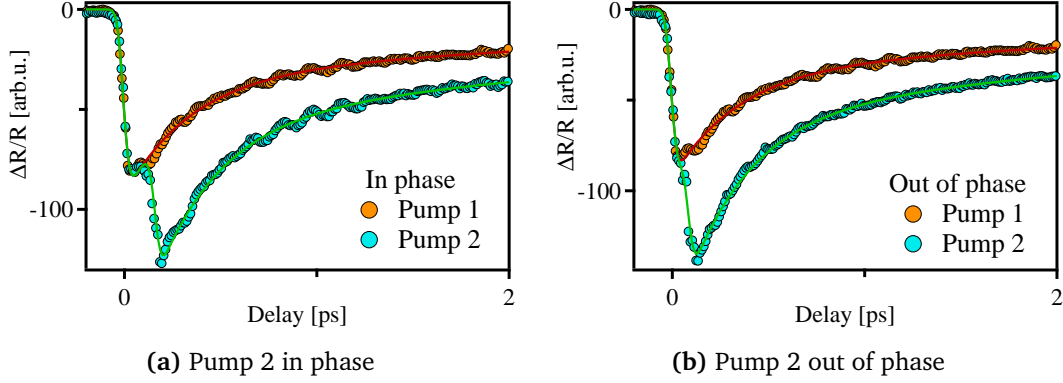 0
-100
ΔR/R [arb.u.]
In phase
Pump 1
Pump 2
0
2
Delay [ps]
(a) Pump 2 in phase
0
-100
ΔR/R [arb.u.]
Out of phase
Pump 1
Pump 2
0
2
Delay [ps]
(b) Pump 2 out of phase